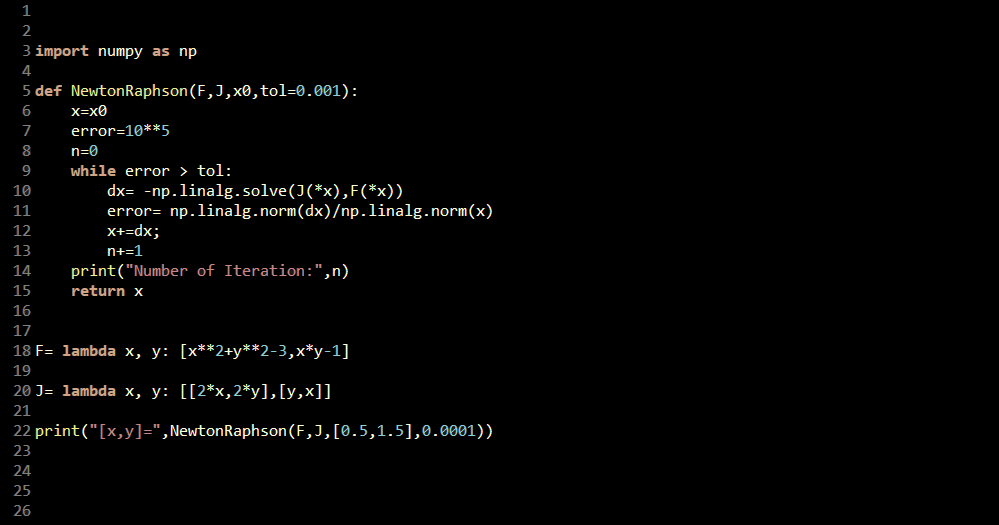 1
2
3 import numpy as np
4
5 def NewtonRaphson(F,J,x0,tol=0.001):
6     x=x0
7     error=10**5
8     n=0
9     while error > tol:
10         dx= -np.linalg.solve(J(*x),F(*x))
11         error= np.linalg.norm(dx)/np.linalg.norm(x)
12         x+=dx;
13         n+=1
14     print("Number of Iteration:",n)
15     return x
16
17
18 F= lambda x, y: [x**2+y**2-3,x*y-1]
19
20 J= lambda x, y: [[2*x,2*y],[y,x]]
21
22 print("[x,y]=",NewtonRaphson(F,J,[0.5,1.5],0.0001))
23
24
25
26